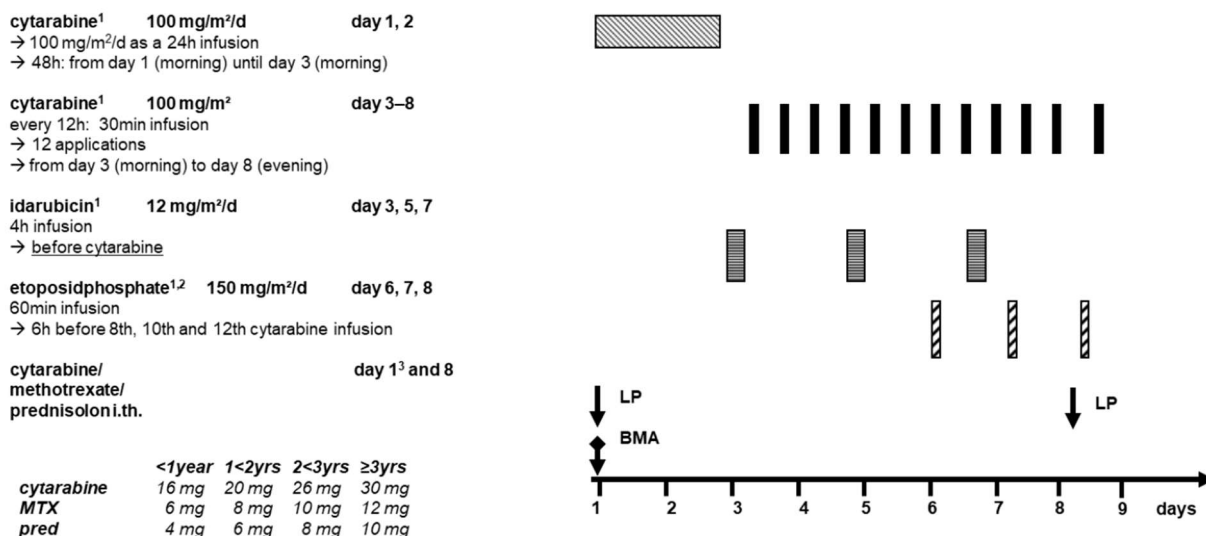 cytarabine¹ 100 mg/m²/d day 1, 2
→ 100 mg/m²/d as a 24h infusion
→ 48h: from day 1 (morning) until day 3 (morning)
cytarabine¹ 100 mg/m² day 3–8
every 12h: 30min infusion
→ 12 applications
→ from day 3 (morning) to day 8 (evening)
idarubicin¹ 12 mg/m²/d day 3, 5, 7
4h infusion
→ before cytarabine
etoposidphosphate¹,² 150 mg/m²/d day 6, 7, 8
60min infusion
→ 6h before 8th, 10th and 12th cytarabine infusion
cytarabine/ day 1³ and 8
methotrexate/
prednisolon i.th.
LP
LP
BMA
<1year 1<2yrs 2<3yrs ≥3yrs
cytarabine 16 mg 20 mg 26 mg 30 mg
MTX 6 mg 8 mg 10 mg 12 mg
pred 4 mg 6 mg 8 mg 10 mg
1 2 3 4 5 6 7 8 9 days